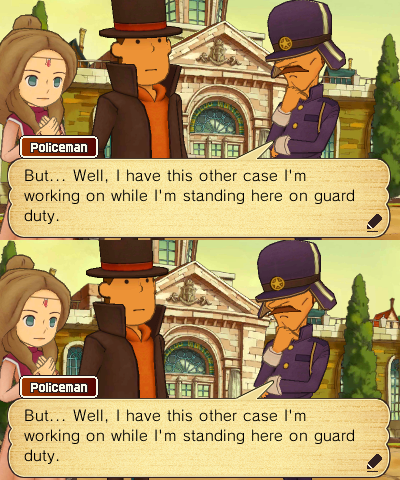 Policeman
But... Well, I have this other case I'm
working on while I'm standing here on guard
duty.
Policeman
But... Well, I have this other case I'm
working on while I'm standing here on guard
duty.